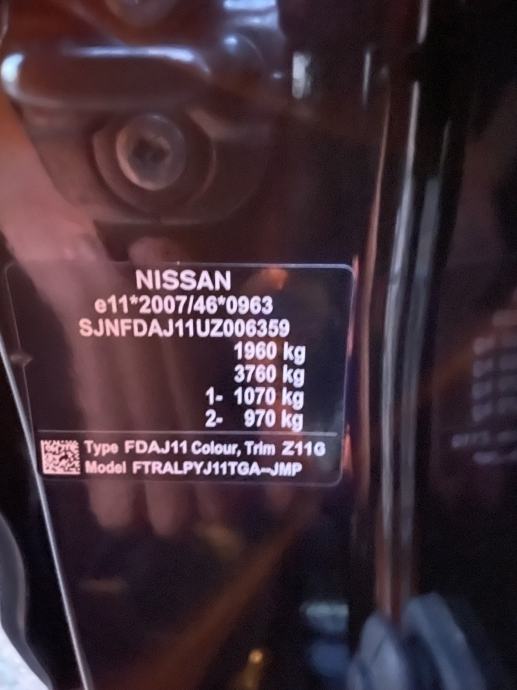 NISSAN
e11*2007/46*0963
SJNFDAJ11UZ006359
1960 kg
3760 kg
1- 1070 kg
2- 970 kg
Type FDAJ11 Colour, Trim Z11G
Model FTRALPYJ11TGA-JMP